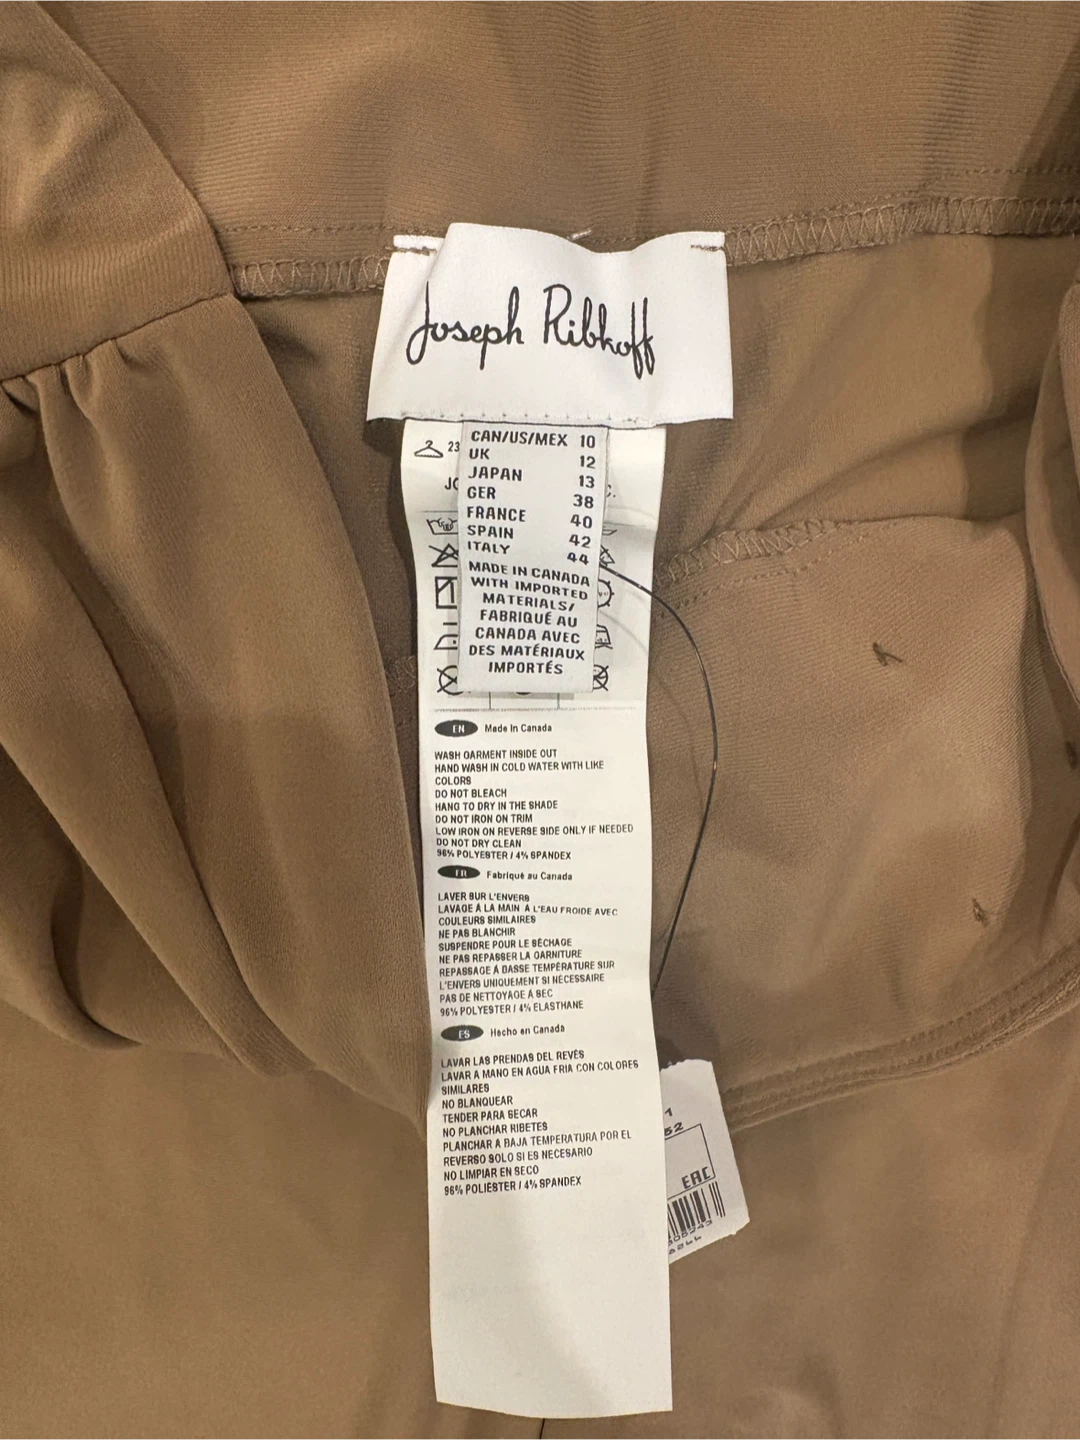 Joseph Ribkoff
23
CAN/US/MEX 10
UK 12
JAPAN 13
GER 38
FRANCE 40
SPAIN 42
ITALY 44
MADE IN CANADA
WITH IMPORTED
MATERIALS/
FABRIQUÉ AU
CANADA AVEC
DES MATÉRIAUX
IMPORTÉS
EN Made In Canada
WASH GARMENT INSIDE OUT
HAND WASH IN COLD WATER WITH LIKE
COLORS
DO NOT BLEACH
HANG TO DRY IN THE SHADE
DO NOT IRON ON TRIM
LOW IRON ON REVERSE SIDE ONLY IF NEEDED
DO NOT DRY CLEAN
96% POLYESTER / 4% SPANDEX
FR Fabriqué au Canada
LAVER SUR L'ENVERS
LAVAGE À LA MAIN À L'EAU FROIDE AVEC
COULEURS SIMILAIRES
NE PAS BLANCHIR
SUSPENDRE POUR LE SÉCHAGE
NE PAS REPASSER LA GARNITURE
REPASSAGE À BASSE TEMPÉRATURE SUR
L'ENVERS UNIQUEMENT SI NÉCESSAIRE
PAS DE NETTOYAGE À SEC
96% POLYESTER / 4% ELASTHANE
ES Hecho en Canadá
LAVAR LAS PRENDAS DEL REVÉS
LAVAR A MANO EN AGUA FRIA CON COLORES
SIMILARES
NO BLANQUEAR
TENDER PARA SECAR
NO PLANCHAR RIBETES
PLANCHAR A BAJA TEMPERATURA POR EL
REVERSO SOLO SI ES NECESARIO
NO LIMPIAR EN SECO
96% POLIÉSTER / 4% SPANDEX
1
52
EAC